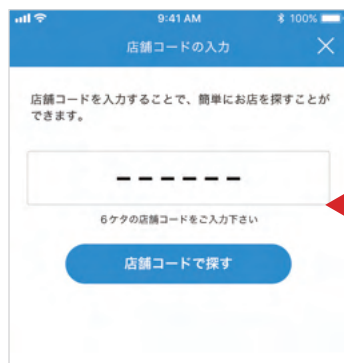 9:41 AM
100%
店舗コードの入力
店舗コードを入力することで、簡単にお店を探すことが
できます。
6ケタの店舗コードをご入力下さい
店舗コードで探す